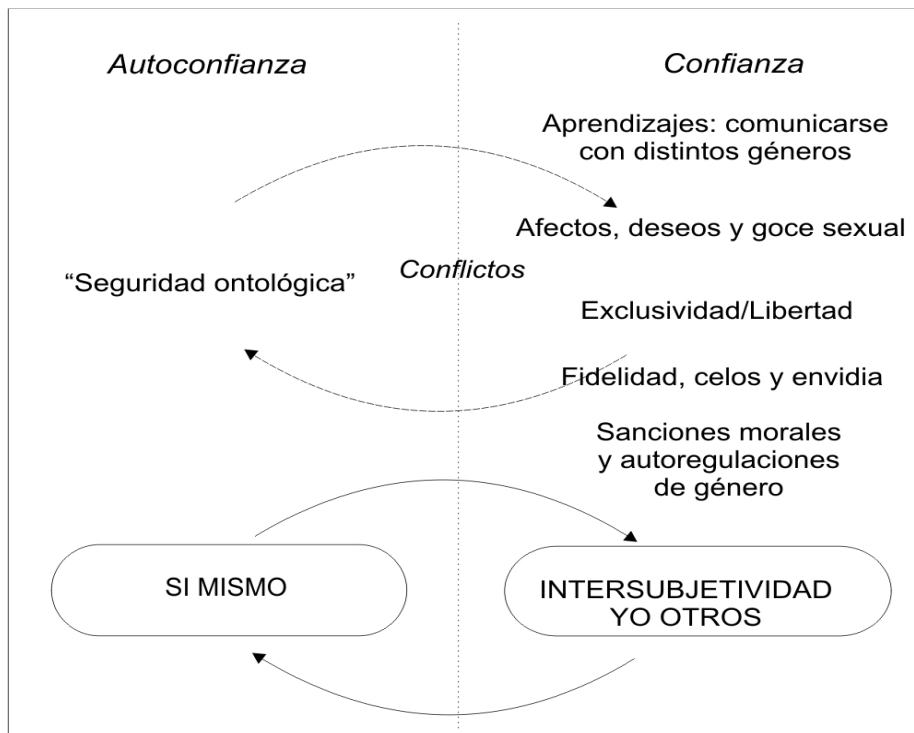 Autoconfianza
Confianza
Aprendizajes: comunicarse
con distintos géneros
Afectos, deseos y goce sexual
Conflictos
“Seguridad ontológica”
Exclusividad/Libertad
Fidelidad, celos y envidia
Sanciones morales
y autoregulaciones
de género
SI MISMO
INTERSUBJETIVIDAD
YO OTROS